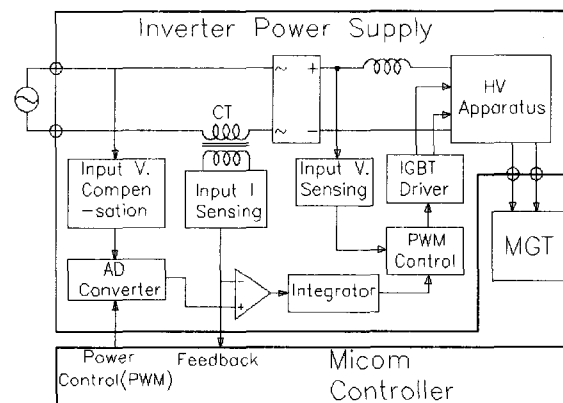 Inverter Power Supply
~ +
~ −
CT
HV
Apparatus
Input V.
Compen
-sation
Input I
Sensing
Input V.
Sensing
IGBT
Driver
MGT
PWM
Control
AD
Converter
−
+
Integrator
Power
Control(PWM)
Feedback
Micom
Controller